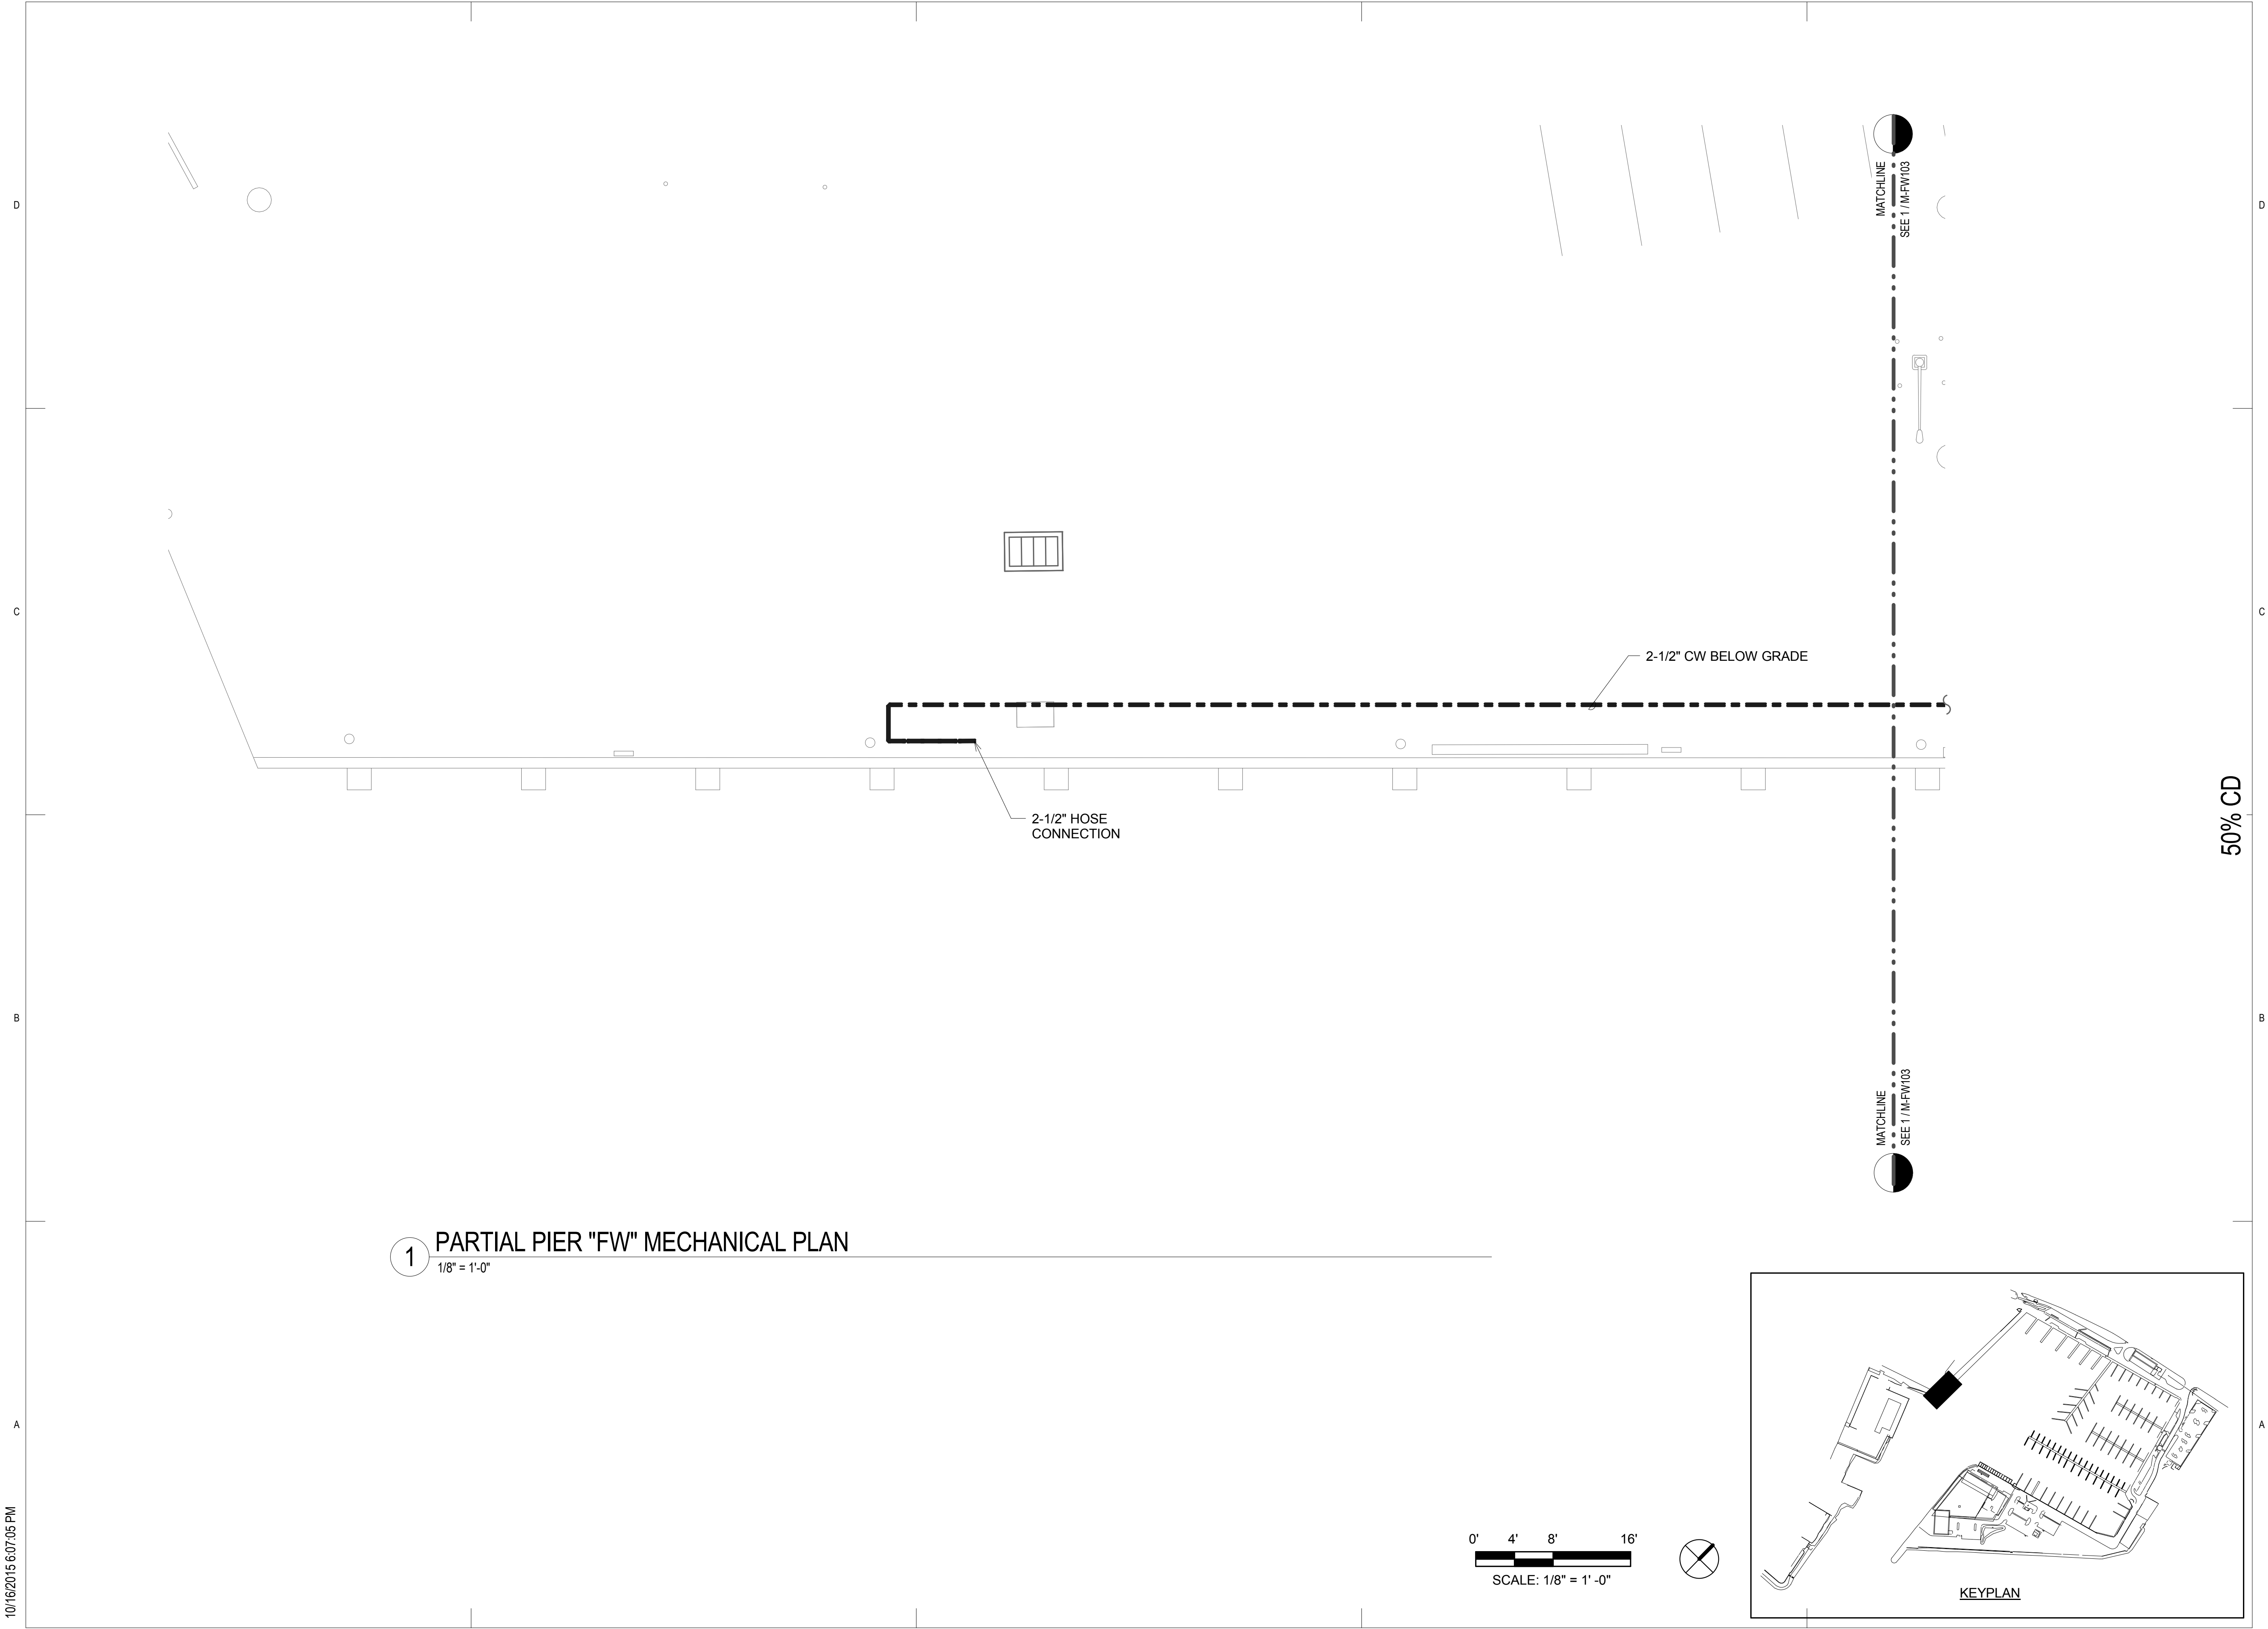 D
D
MATCHLINE
SEE 1 / M-FW103
C
C
2-1/2" CW BELOW GRADE
2-1/2" HOSE
CONNECTION
50% CD
B
B
MATCHLINE
SEE 1 / M-FW103
1
PARTIAL PIER "FW" MECHANICAL PLAN
1/8" = 1'-0"
A
A
0' 4' 8' 16'
SCALE: 1/8" = 1' -0"
KEYPLAN
10/16/2015 6:07:05 PM